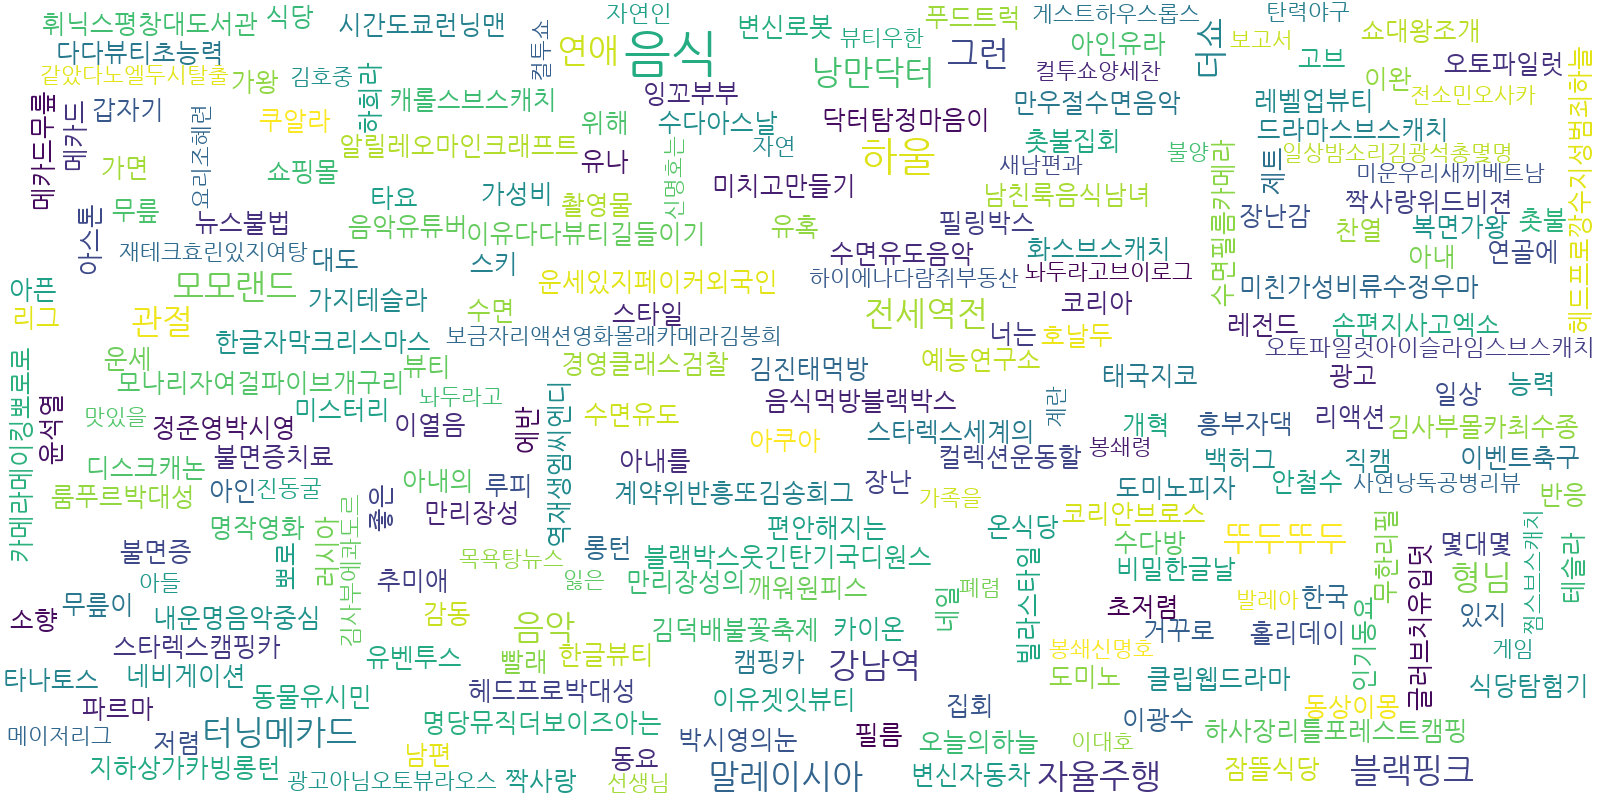 휘닉스평창대도서관
식당
시간도쿄런닝맨
자연인
변신로봇
푸드트럭
게스트하우스롭스
탄력야구
쇼대왕조개
다다뷰티초능력
컬투쇼
연애
음식
뷰티우한
그런
아인유라
더쇼
보고서
고브
오토파일럿
같았다노엘두시탈출
가왕
김호중
하희라
캐롤스브스캐치
잉꼬부부
낭만닥터
컬투쇼양세찬
이완
전소민오사카
헤드프로깡수지성범죄하늘
메카드무릎
메카드
갑자기
요리조혜련
쿠알라
위해
수다아스날
닥터탐정마음이
만우절수면음악
레벨업뷰티
드라마스브스캐치
알릴레오마인크래프트
유나
신명호는
자연
하울
촛불집회
새남편과
불양
수면필름카메라
제트
일상밤소리김광석총몇명
가면
쇼핑몰
타요
가성비
촬영물
미치고만들기
남친룩음식남녀
미운우리새끼베트남
짝사랑위드비젼
무릎
뉴스불법
음악유튜버
이유다다뷰티길들이기
유혹
필링박스
장난감
찬열
복면가왕
촛불
아스톤
재테크효린있지여탕
대도
스키
수면유도음악
화스브스캐치
아내
연골에
아픈
모모랜드
가지테슬라
수면
운세있지페이커외국인
하이에나다람쥐부동산
놔두라고브이로그
미친가성비류수정우마
리그
관절
스타일
전세역전
코리아
레전드
손편지사고엑소
한글자막크리스마스
보금자리액션영화몰래카메라김봉희
너는
호날두
오토파일럿아이슬라임스브스캐치
카메라메이킹뽀로로
운세
뷰티
경영클래스검찰
김진태먹방
예능연구소
태국지코
광고
일상
능력
모나리자여걸파이브개구리
놔두라고
윤석열
맛있을
정준영박시영
미스터리
이열음
에반
역재생엠씨엔디
수면유도
음식먹방블랙박스
계란
개혁
흥부자댁
리액션
김사부몰카최수종
아쿠아
스타렉스세계의
디스크캐논
불면증치료
아내를
컬렉션운동할
봉쇄령
백허그
직캠
이벤트축구
룸푸르박대성
아인
진동굴
아내의
루피
계약위반흥또김송희그
장난
가족을
도미노피자
안철수
사연낭독공병리뷰
반응
명작영화
김사부에콰도르
좋은
만리장성
편안해지는
온식당
코리안브로스
불면증
뽀로
러시아
목욕탕뉴스
롱턴
블랙박스웃긴탄기국디원스
수다방
뚜두뚜두
무한리필
몇대몇
찜스브스캐치
테슬라
아들
추미애
잃은
만리장성의
깨워원피스
네일
폐렴
빌라스타일
비밀한글날
글러브치유입덧
형님
소향
무릎이
내운명음악중심
감동
음악
김덕배불꽃축제
카이온
초저렴
발레아
한국
인기동요
있지
스타렉스캠핑카
유벤투스
빨래
한글뷰티
캠핑카
강남역
봉쇄신명호
거꾸로
홀리데이
게임
타나토스
네비게이션
동물유시민
헤드프로박대성
이유겟잇뷰티
도미노
클립웹드라마
식당탐험기
파르마
명당뮤직더보이즈아는
집회
이광수
동상이몽
메이저리그
저렴
터닝메카드
남편
동요
박시영의눈
필름
오늘의하늘
이대호
하사장리틀포레스트캠핑
지하상가카빙롱턴
광고아님오토뷰라오스
짝사랑
선생님
말레이시아
변신자동차
자율주행
잠뜰식당
블랙핑크